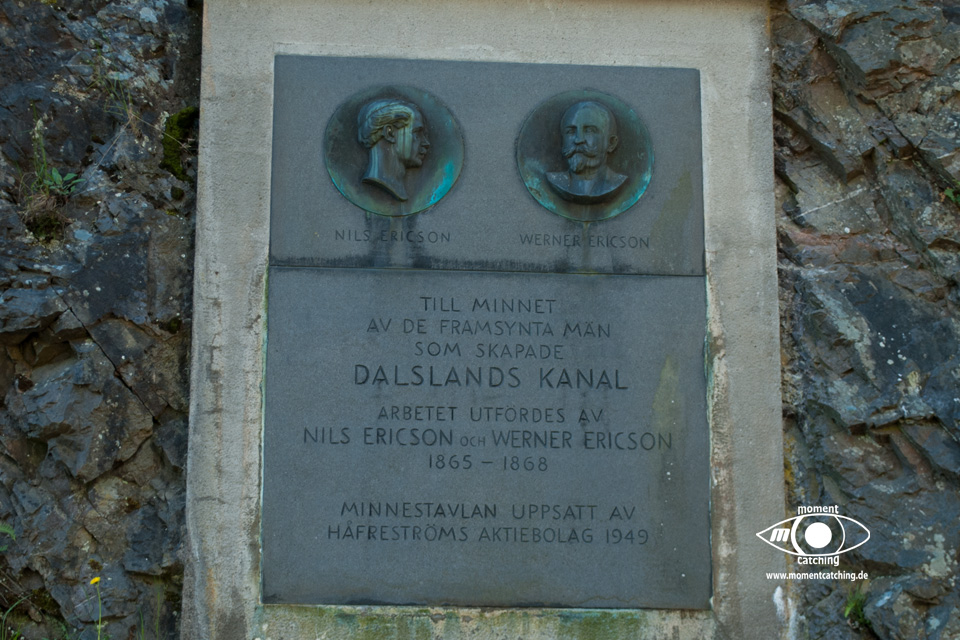 NILS ERICSON
WERNER ERICSON
TILL MINNET
AV DE FRAMSYNTA MÄN
SOM SKAPADE
DALSLANDS KANAL
ARBETET UTFÖRDES AV
NILS ERICSON OCH WERNER ERICSON
1865 – 1868
MINNESTAVLAN UPPSATT AV
HÅFRESTRÖMS AKTIEBOLAG 1949
moment
m
catching
www.momentcatching.de